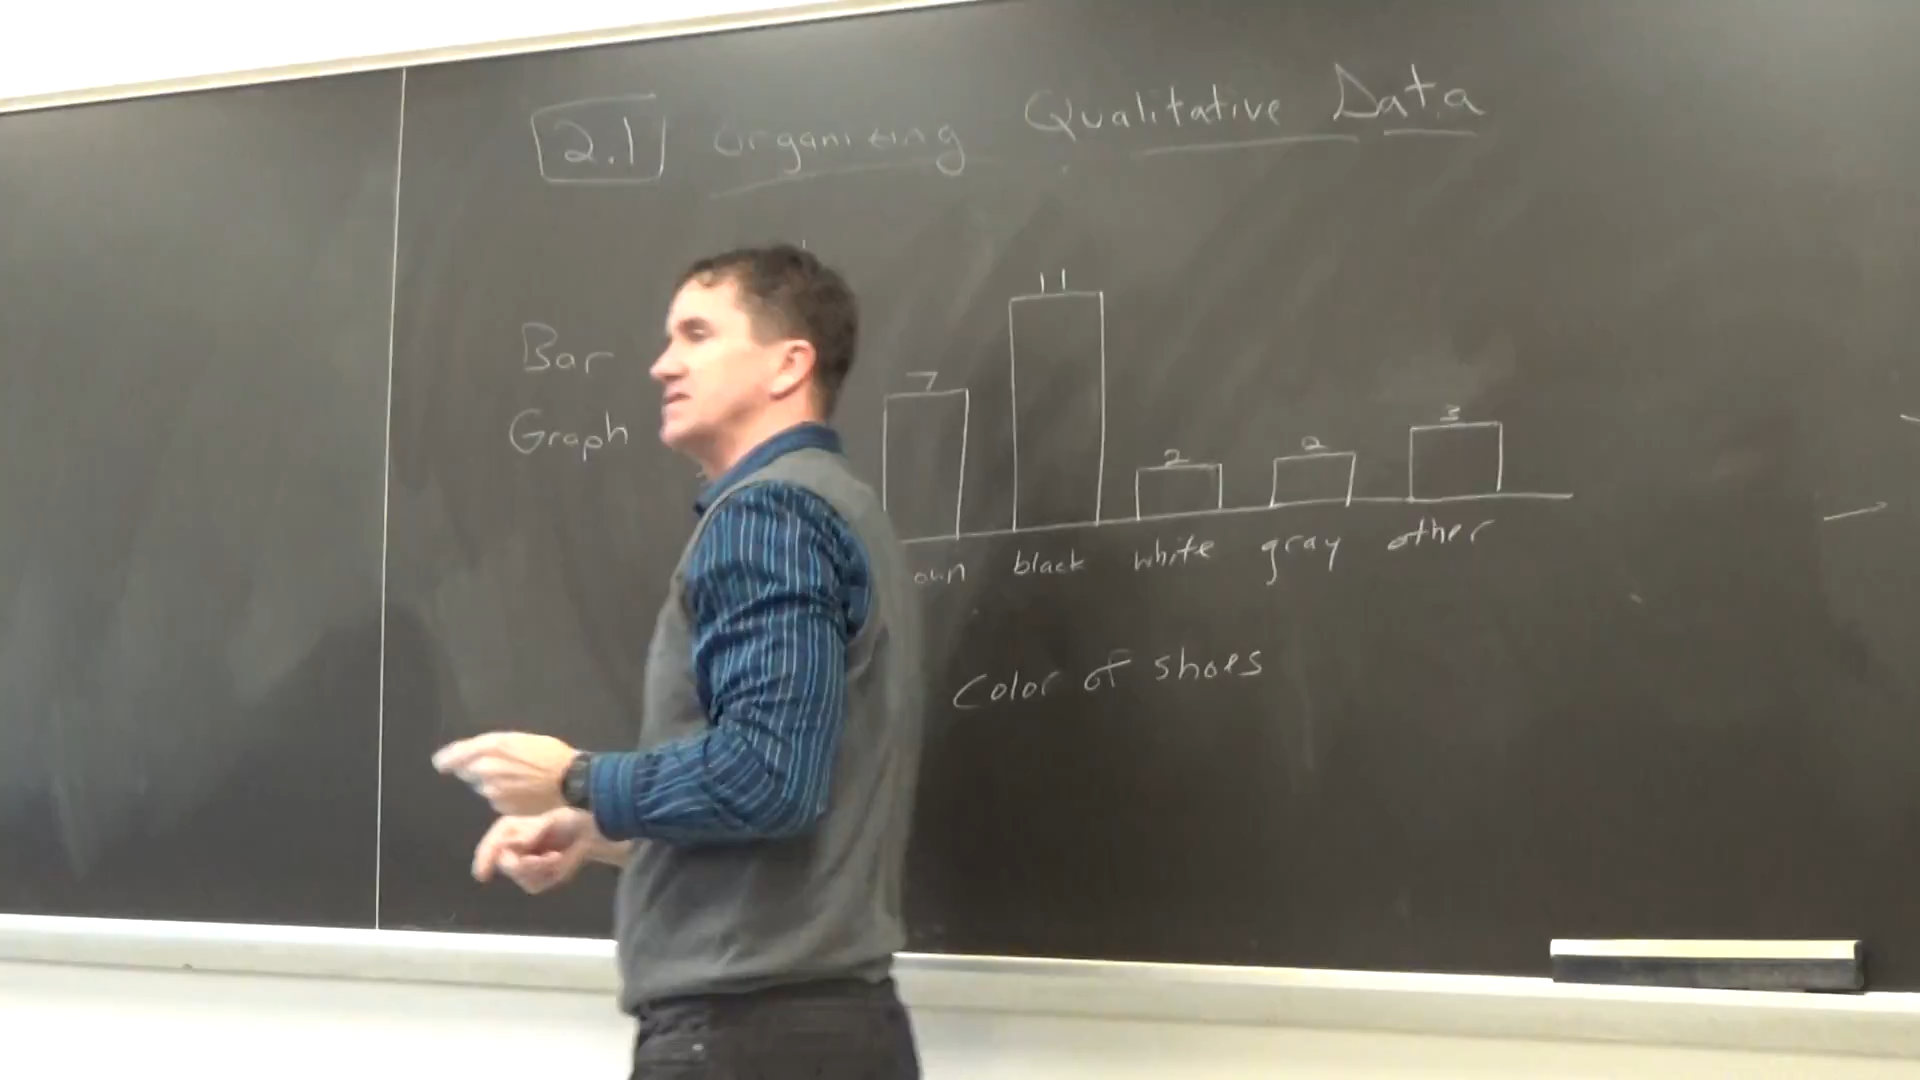 2.1 Organizing Qualitative Data
Bar
Graph
7 11 2 2 3
own black white gray other
Color of shoes